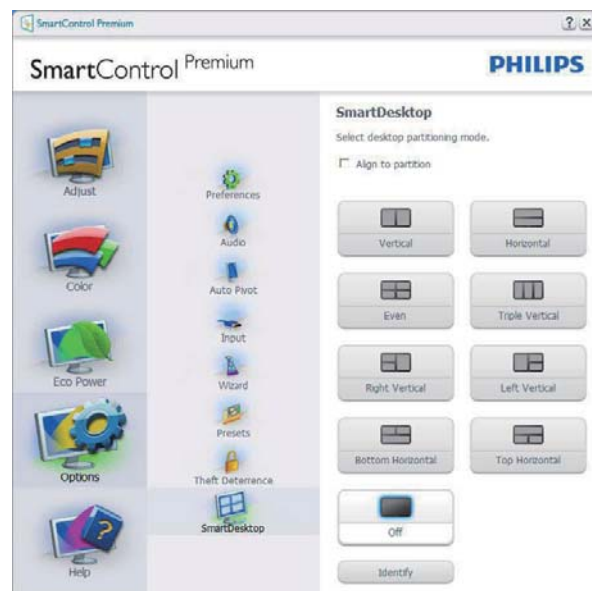 SmartControl Premium
? X
SmartControl Premium
PHILIPS
Adjust
Color
Eco Power
Options
Help
Preferences
Audio
Auto Pivot
Input
Wizard
Presets
Theft Deterrence
SmartDesktop
SmartDesktop
Select desktop partitioning mode.
Align to partition
Vertical
Horizontal
Even
Triple Vertical
Right Vertical
Left Vertical
Bottom Horizontal
Top Horizontal
Off
Identify